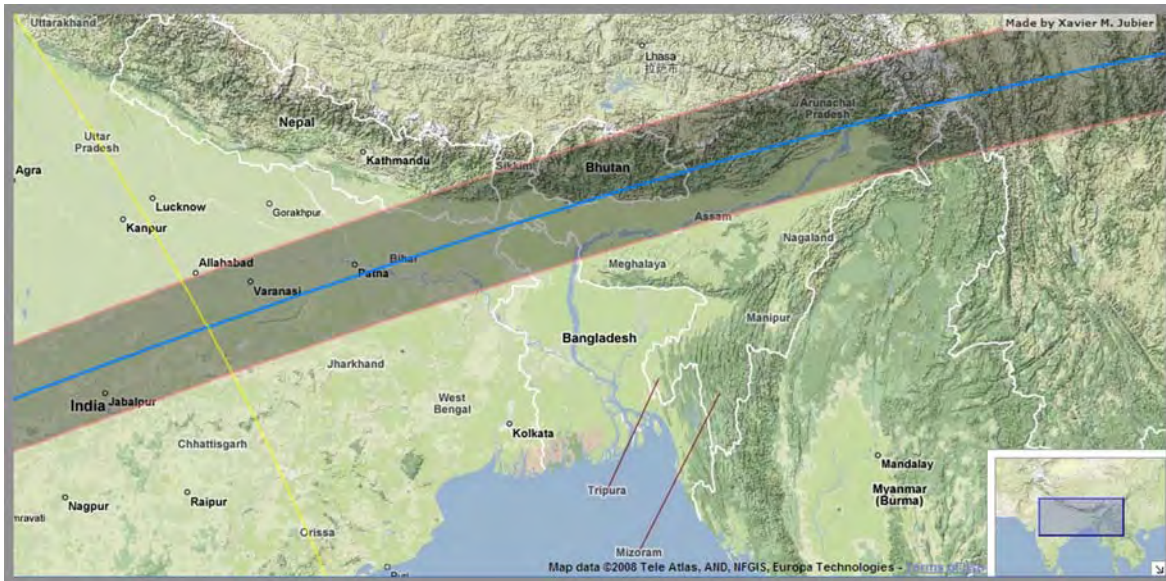 Uttarakhand
Made by Xavier M. Jubier
Lhasa
拉萨市
Arunachal
Pradesh
Nepal
Uttar
Pradesh
Kathmandu
Sikkim
Bhutan
Agra
Lucknow
Gorakhpur
Kanpur
Assam
Nagaland
Allahabad
Bihar
Patna
Meghalaya
Varanasi
Manipur
Bangladesh
Jharkhand
India
Jabalpur
West
Bengal
Chhattisgarh
Kolkata
Mandalay
Tripura
Myanmar
(Burma)
Nagpur
Raipur
mravati
Orissa
Mizoram
Map data ©2008 Tele Atlas, AND, NFGIS, Europa Technologies -